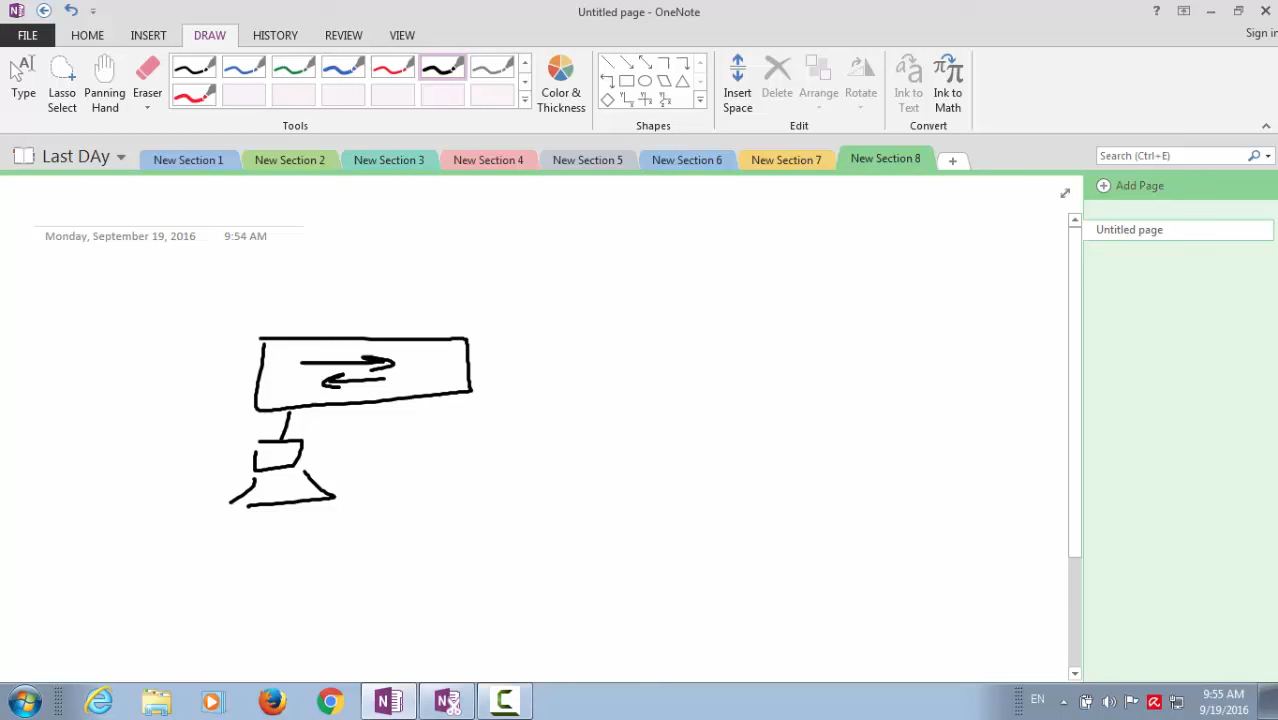 Untitled page - OneNote
Sign in
FILE HOME INSERT DRAW HISTORY REVIEW VIEW
Type
Lasso Select
Panning Hand
Eraser
Color & Thickness
Insert Space
Delete
Arrange
Rotate
Ink to Text
Ink to Math
Tools
Shapes
Edit
Convert
Last DAy
New Section 1
New Section 2
New Section 3
New Section 4
New Section 5
New Section 6
New Section 7
New Section 8
Search (Ctrl+E)
Add Page
Untitled page
Monday, September 19, 2016 9:54 AM
EN
9:55 AM
9/19/2016